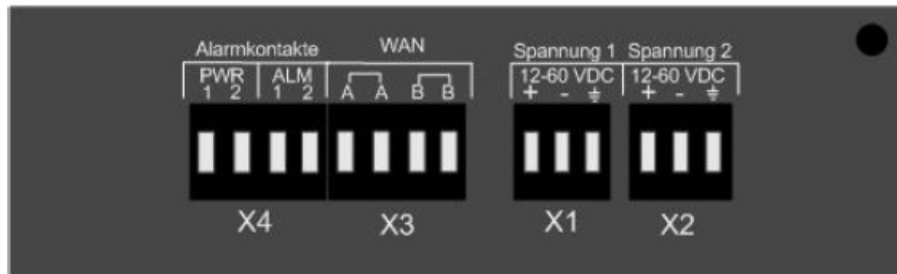 Alarmkontakte WAN Spannung 1 Spannung 2
PWR ALM 12-60 VDC 12-60 VDC
1 2 1 2 A A B B + - ⏚ + - ⏚
X4 X3 X1 X2